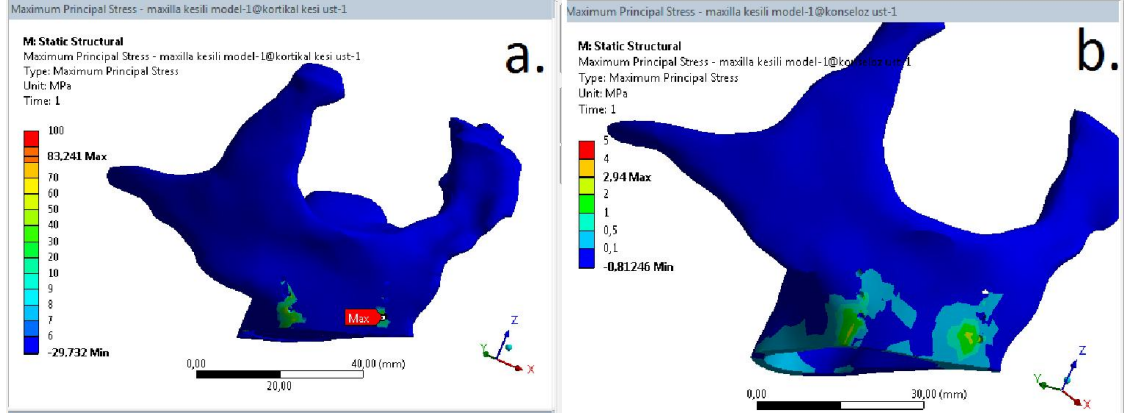 Maximum Principal Stress - maxilla kesili model-1@kortikal kesi ust-1
M: Static Structural
Maximum Principal Stress - maxilla kesili model-1@kortikal kesi ust-1
Type: Maximum Principal Stress
Unit: MPa
Time: 1
a.
100
83,241 Max
70
60
50
40
30
20
10
9
8
7
6
-29.732 Min
Max
0,00
40,00 (mm)
20,00
Z
Y
X
Maximum Principal Stress - maxilla kesili model-1@konseloz ust-1
M: Static Structural
Maximum Principal Stress - maxilla kesili model-1@konseloz ust-1
Type: Maximum Principal Stress
Unit: MPa
Time: 1
b.
5
4
2,94 Max
2
1
0,5
0,1
-0,81246 Min
0,00
30,00 (mm)
Z
Y
X